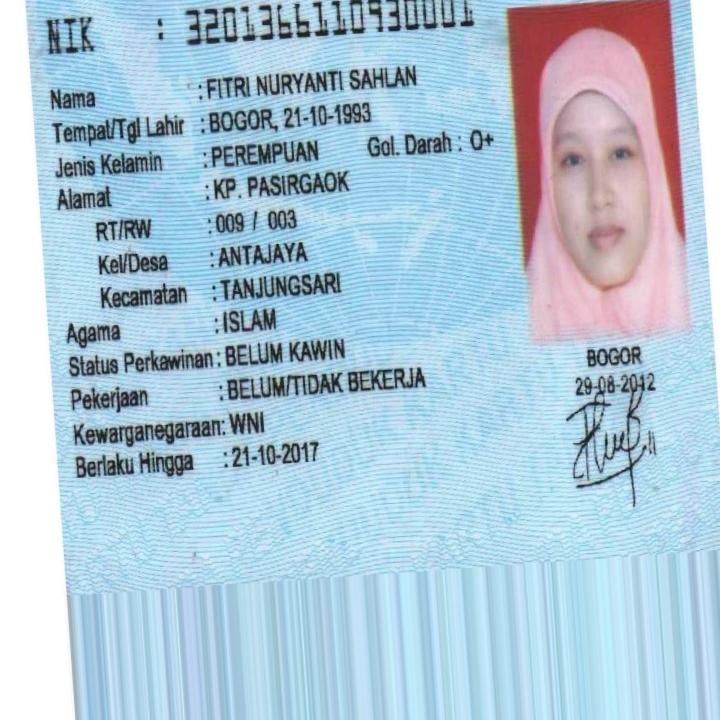 NIK : 3201366110930001
Nama : FITRI NURYANTI SAHLAN
Tempat/Tgl Lahir : BOGOR, 21-10-1993
Jenis Kelamin : PEREMPUAN Gol. Darah : O+
Alamat : KP. PASIRGAOK
RT/RW : 009 / 003
Kel/Desa : ANTAJAYA
Kecamatan : TANJUNGSARI
Agama : ISLAM
Status Perkawinan : BELUM KAWIN
Pekerjaan : BELUM/TIDAK BEKERJA
Kewarganegaraan: WNI
Berlaku Hingga : 21-10-2017
BOGOR
29-08-2012